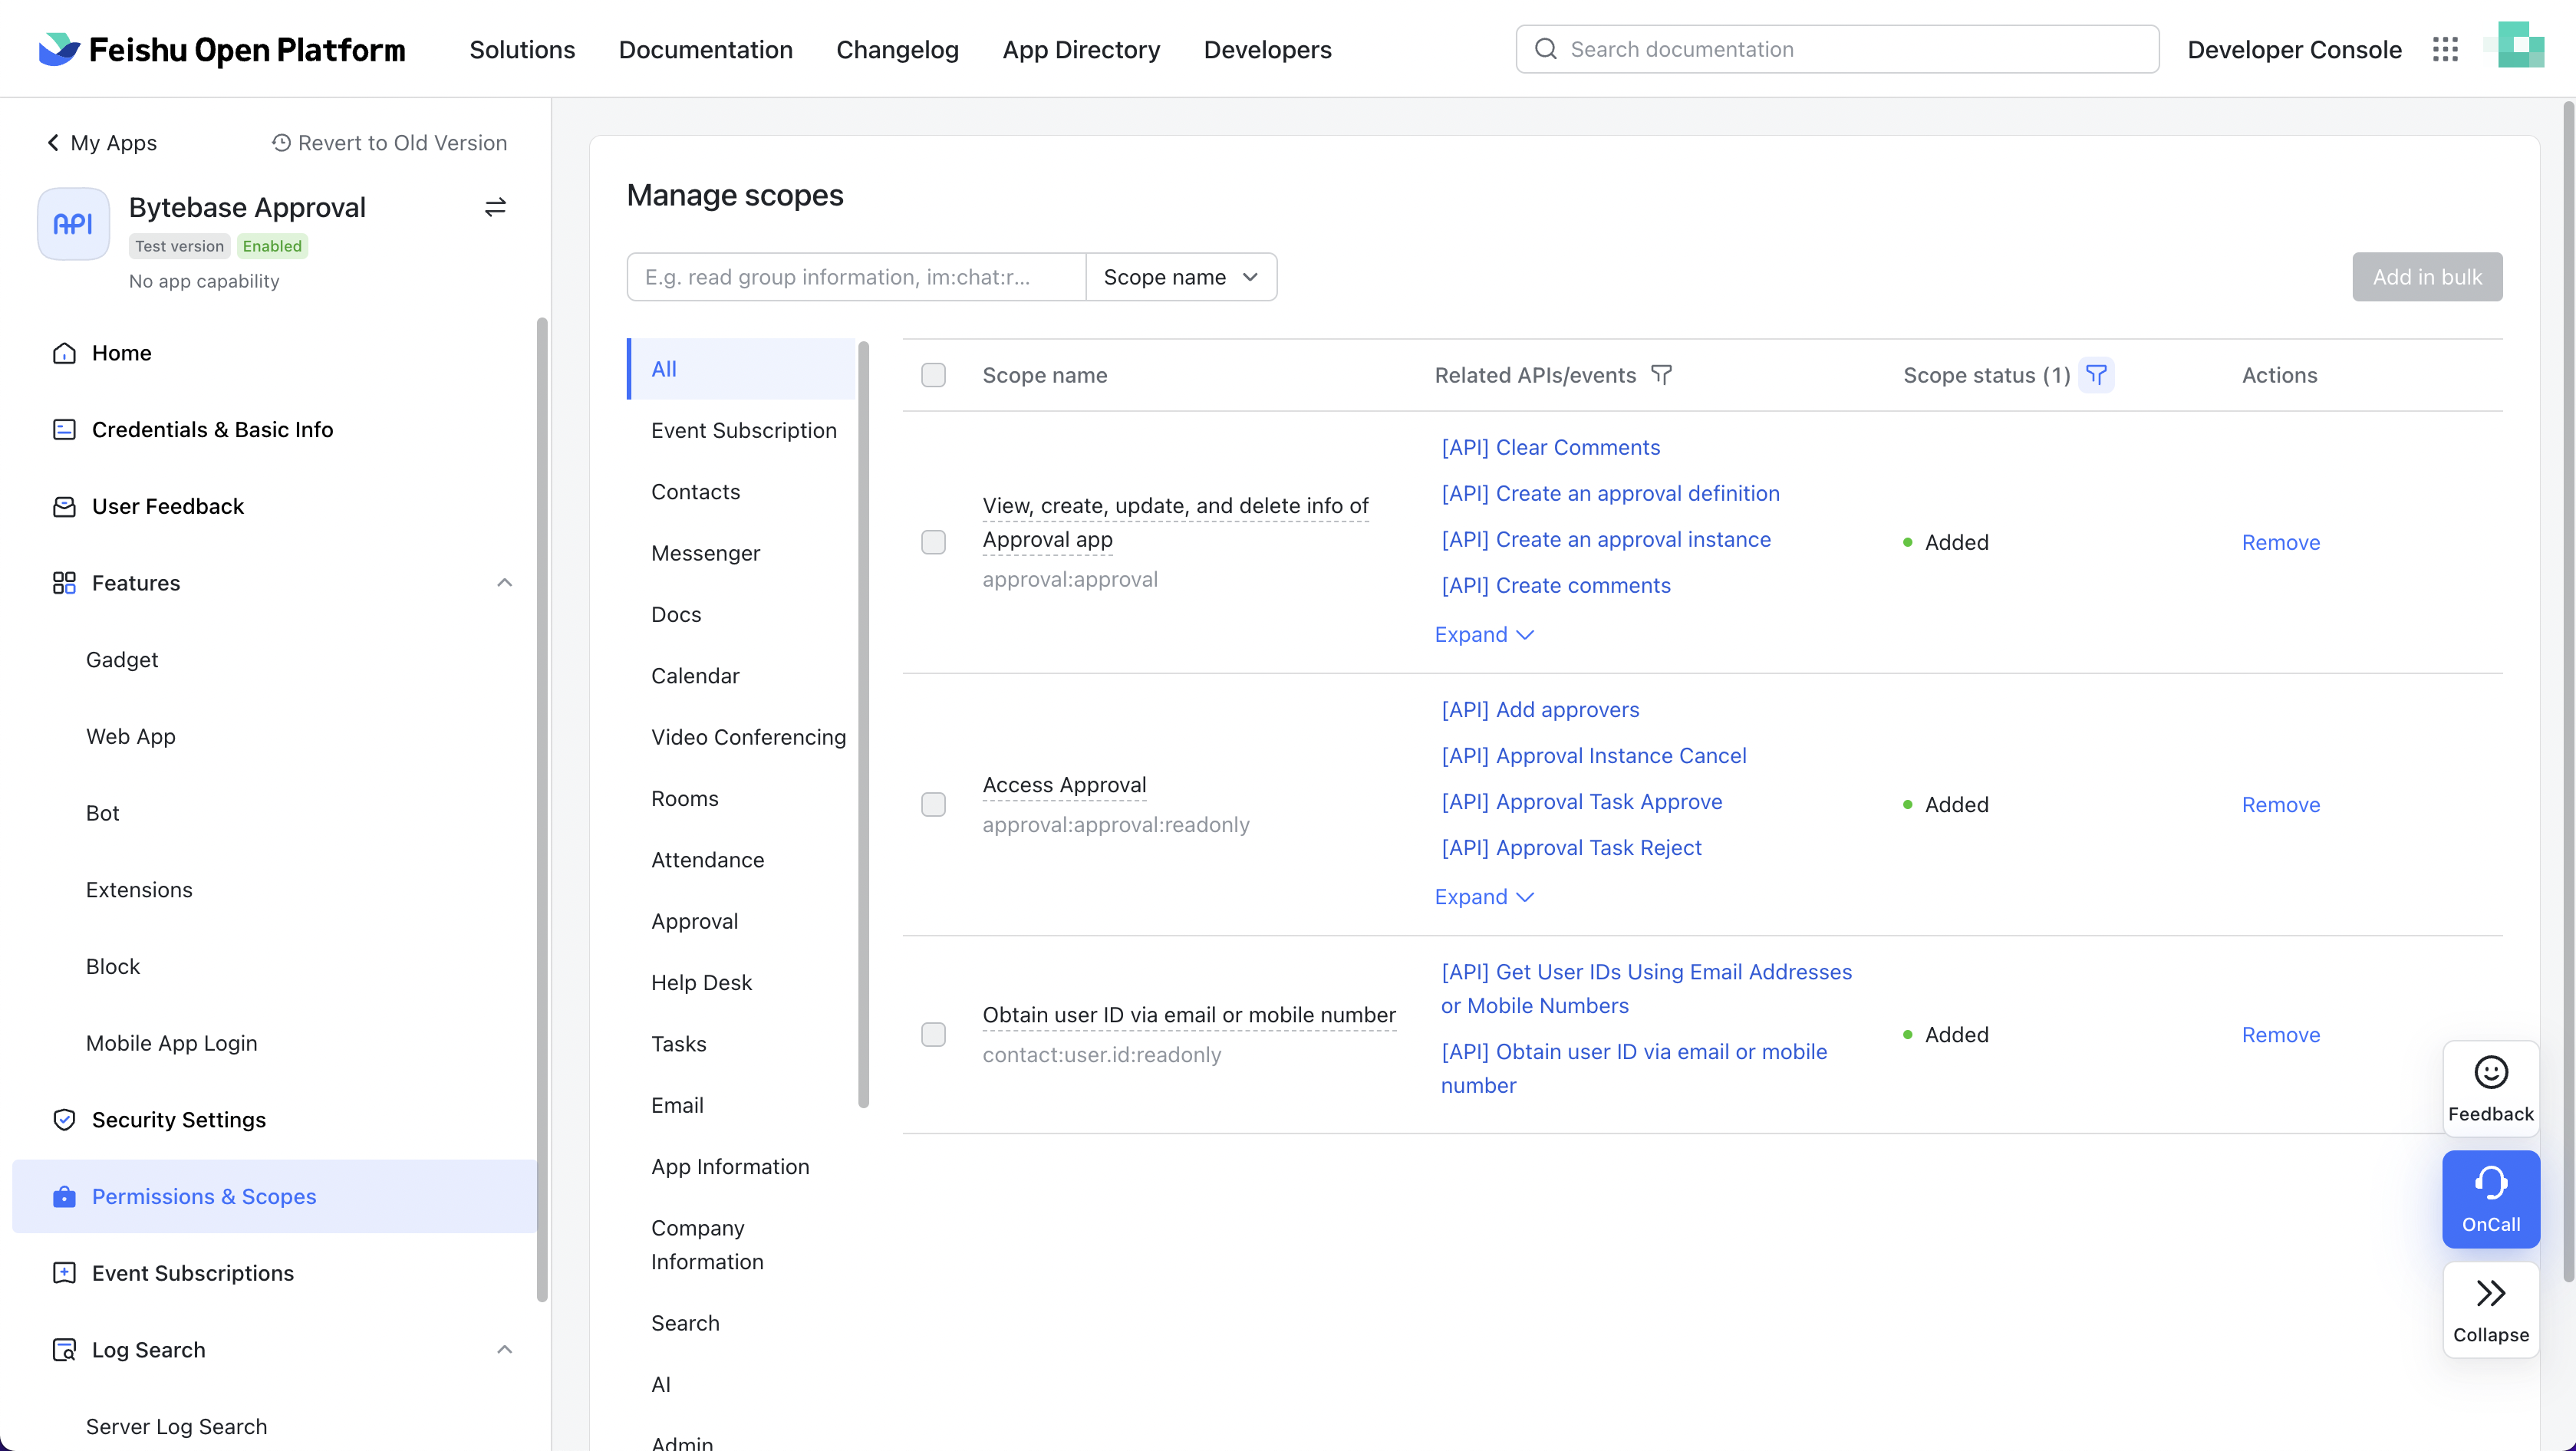 Feishu Open Platform
Solutions
Documentation
Changelog
App Directory
Developers
Search documentation
Developer Console
My Apps
Revert to Old Version
API
Bytebase Approval
Test version
Enabled
No app capability
Home
Credentials & Basic Info
User Feedback
Features
Gadget
Web App
Bot
Extensions
Block
Mobile App Login
Security Settings
Permissions & Scopes
Event Subscriptions
Log Search
Server Log Search
Manage scopes
E.g. read group information, im:chat:r...
Scope name
Add in bulk
All
Event Subscription
Contacts
Messenger
Docs
Calendar
Video Conferencing
Rooms
Attendance
Approval
Help Desk
Tasks
Email
App Information
Company
Information
Search
AI
Admin
Scope name
Related APIs/events
Scope status (1)
Actions
View, create, update, and delete info of
Approval app
approval:approval
[API] Clear Comments
[API] Create an approval definition
[API] Create an approval instance
[API] Create comments
Expand
Added
Remove
Access Approval
approval:approval:readonly
[API] Add approvers
[API] Approval Instance Cancel
[API] Approval Task Approve
[API] Approval Task Reject
Expand
Added
Remove
Obtain user ID via email or mobile number
contact:user.id:readonly
[API] Get User IDs Using Email Addresses
or Mobile Numbers
[API] Obtain user ID via email or mobile
number
Added
Remove
Feedback
OnCall
Collapse